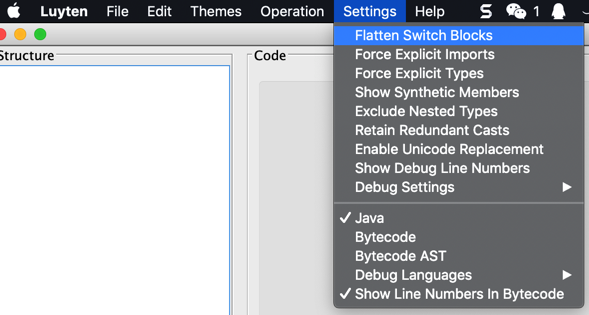 Luyten File Edit Themes Operation Settings Help 1
Structure
Code
Flatten Switch Blocks
Force Explicit Imports
Force Explicit Types
Show Synthetic Members
Exclude Nested Types
Retain Redundant Casts
Enable Unicode Replacement
Show Debug Line Numbers
Debug Settings
Java
Bytecode
Bytecode AST
Debug Languages
Show Line Numbers In Bytecode